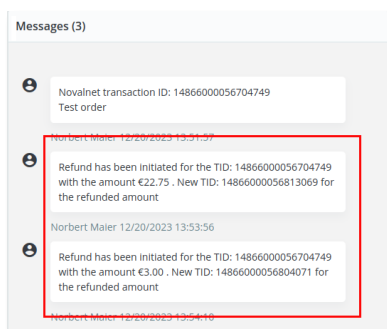 Messages (3)
Novalnet transaction ID: 14866000056704749
Test order
Norbert Maier 12/20/2023 13:51:57
Refund has been initiated for the TID: 14866000056704749
with the amount €22.75 . New TID: 14866000056813069 for
the refunded amount
Norbert Maier 12/20/2023 13:53:56
Refund has been initiated for the TID: 14866000056704749
with the amount €3.00 . New TID: 14866000056804071 for
the refunded amount
Norbert Maier 12/20/2023 13:54:10